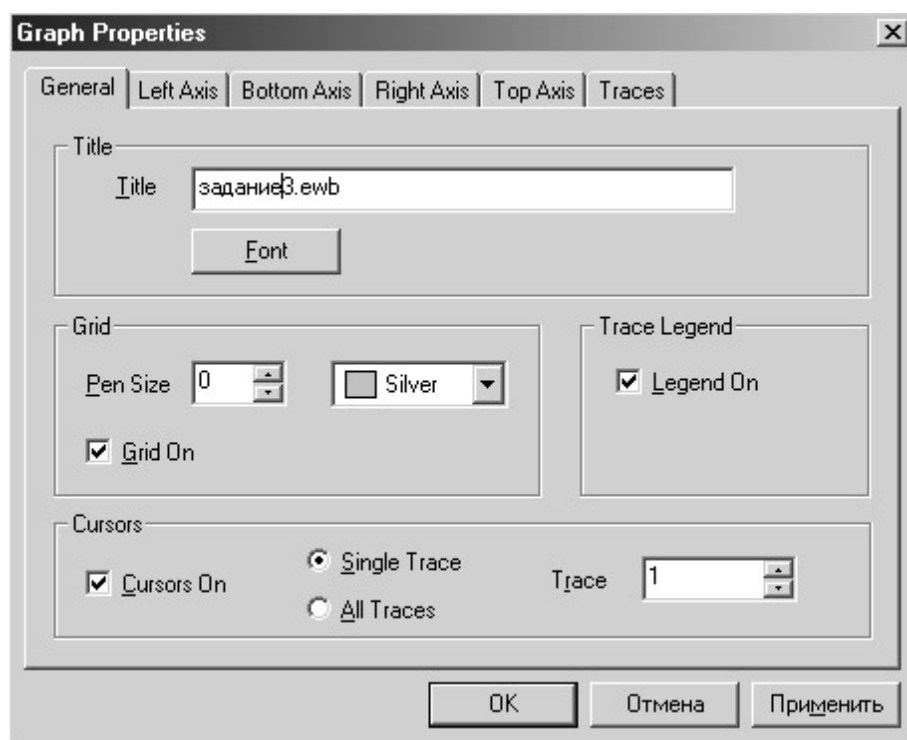 Graph Properties
General Left Axis Bottom Axis Right Axis Top Axis Traces
Title
Title задание3.ewb
Font
Grid
Pen Size 0 Silver
Grid On
Trace Legend
Legend On
Cursors
Cursors On Single Trace Trace 1
All Traces
OK Отмена Применить